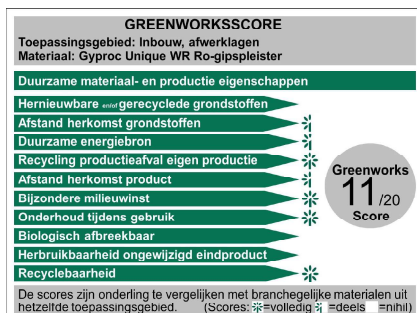 GREENWORKSSCORE
Toepassingsgebied: Inbouw, afwerklagen
Materiaal: Gyproc Unique WR Ro-gipspleister
Duurzame materiaal- en productie eigenschappen
Hernieuwbare en/of gerecyclede grondstoffen
Afstand herkomst grondstoffen
Duurzame energiebron
Recycling productieafval eigen productie
Afstand herkomst product
Bijzondere milieuwinst
Onderhoud tijdens gebruik
Biologisch afbreekbaar
Herbruikbaarheid ongewijzigd eindproduct
Recyclebaarheid
Greenworks
11/20
Score
De scores zijn onderling te vergelijken met branchegelijke materialen uit
hetzelfde toepassingsgebied. (Scores: =volledig =deels =nihil)